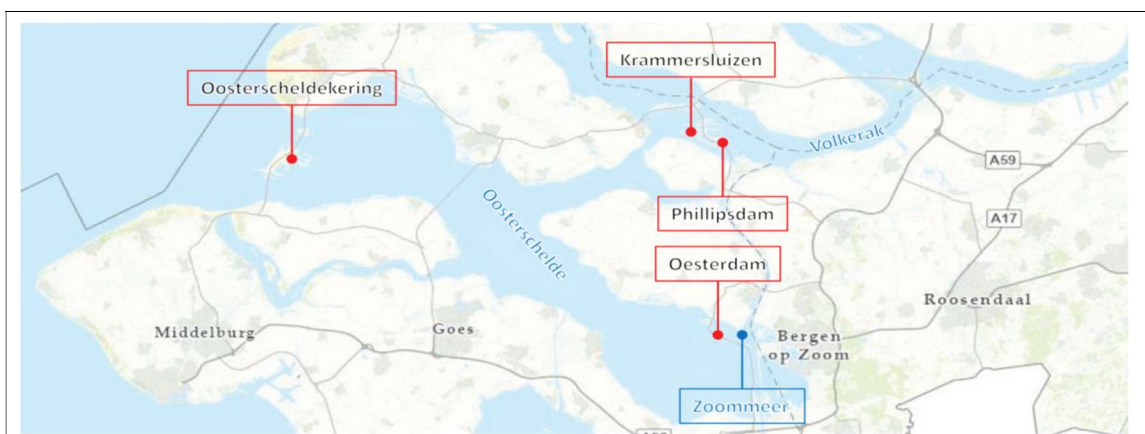 Krammersluizen
Oosterscheldekering
Volkerak
A59
Phillipsdam
A17
Oosterschelde
Oesterdam
Roosendaal
Middelburg
Goes
Bergen
op Zoom
Zoommeer